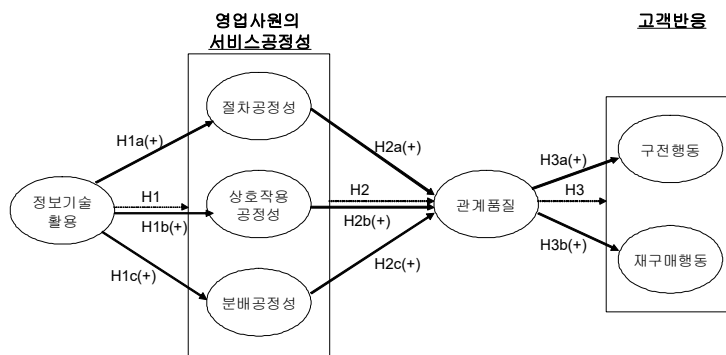 영업사원의
서비스공정성
고객반응
절차공정성
H1a(+)
H2a(+)
H3a(+)
구전행동
정보기술
활용
H1
H1b(+)
상호작용
공정성
H2
H2b(+)
관계품질
H3
H1c(+)
H2c(+)
H3b(+)
재구매행동
분배공정성